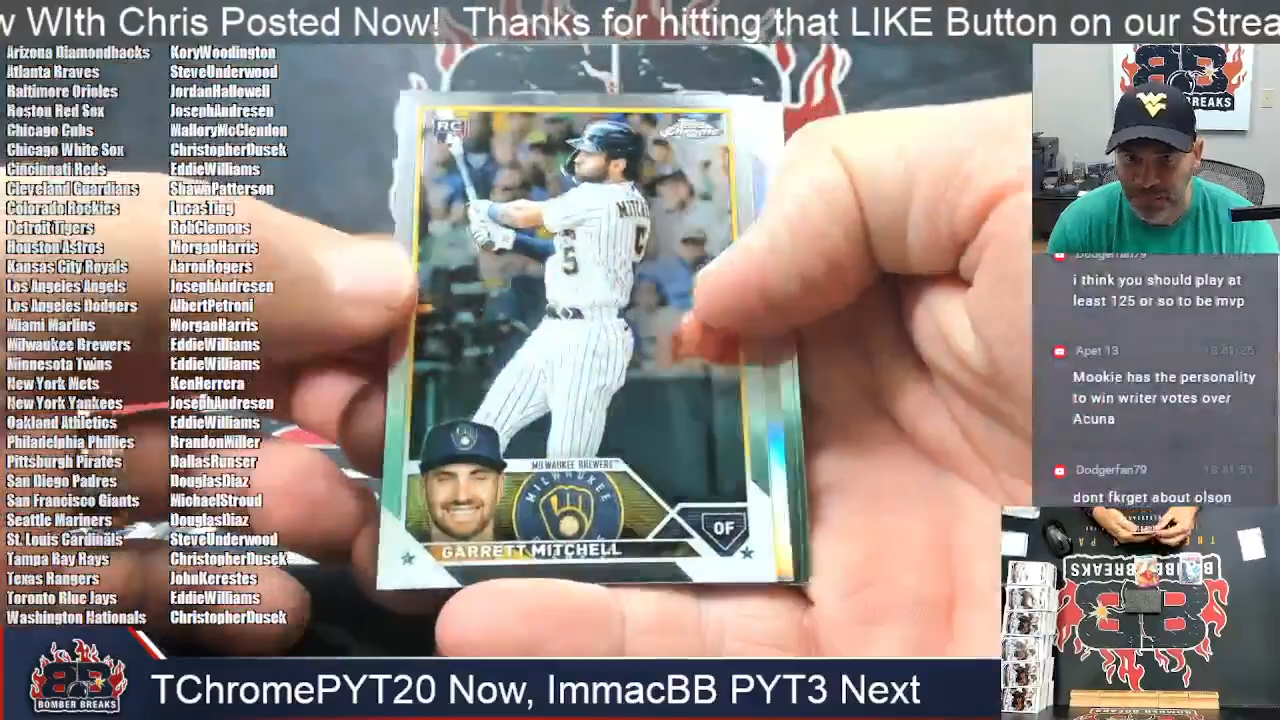 w WIth Chris Posted Now!  Thanks for hitting that LIKE Button on our Strea
Arizona Diamondbacks KoryWoodington
Atlanta Braves SteveUnderwood
Baltimore Orioles JordanHallowell
Boston Red Sox JosephAndresen
Chicago Cubs MalloryMcClendon
Chicago White Sox ChristopherDusek
Cincinnati Reds EddieWilliams
Cleveland Guardians ShawnPatterson
Colorado Rockies LucasTing
Detroit Tigers RobClemons
Houston Astros MorganHarris
Kansas City Royals AaronRogers
Los Angeles Angels JosephAndresen
Los Angeles Dodgers AlbertPetroni
Miami Marlins MorganHarris
Milwaukee Brewers EddieWilliams
Minnesota Twins EddieWilliams
New York Mets KenHerrera
New York Yankees JosephAndresen
Oakland Athletics EddieWilliams
Philadelphia Phillies BrandonWiller
Pittsburgh Pirates DallasRunser
San Diego Padres DouglasDiaz
San Francisco Giants MichaelStroud
Seattle Mariners DouglasDiaz
St. Louis Cardinals SteveUnderwood
Tampa Bay Rays ChristopherDusek
Texas Rangers JohnKerestes
Toronto Blue Jays EddieWilliams
Washington Nationals ChristopherDusek
RC
Topps Chrome
5
5
MILWAUKEE BREWERS
MILWAUKEE
GARRETT MITCHELL
OF
BB
BREAKS
WV
Dodgerfan79
i think you should play at
least 125 or so to be mvp
Apet 13
Mookie has the personality
to win writer votes over
Acuna
Dodgerfan79
dont fkrget about olson
BB
BOMBER BREAKS
TChromePYT20 Now, ImmacBB PYT3 Next